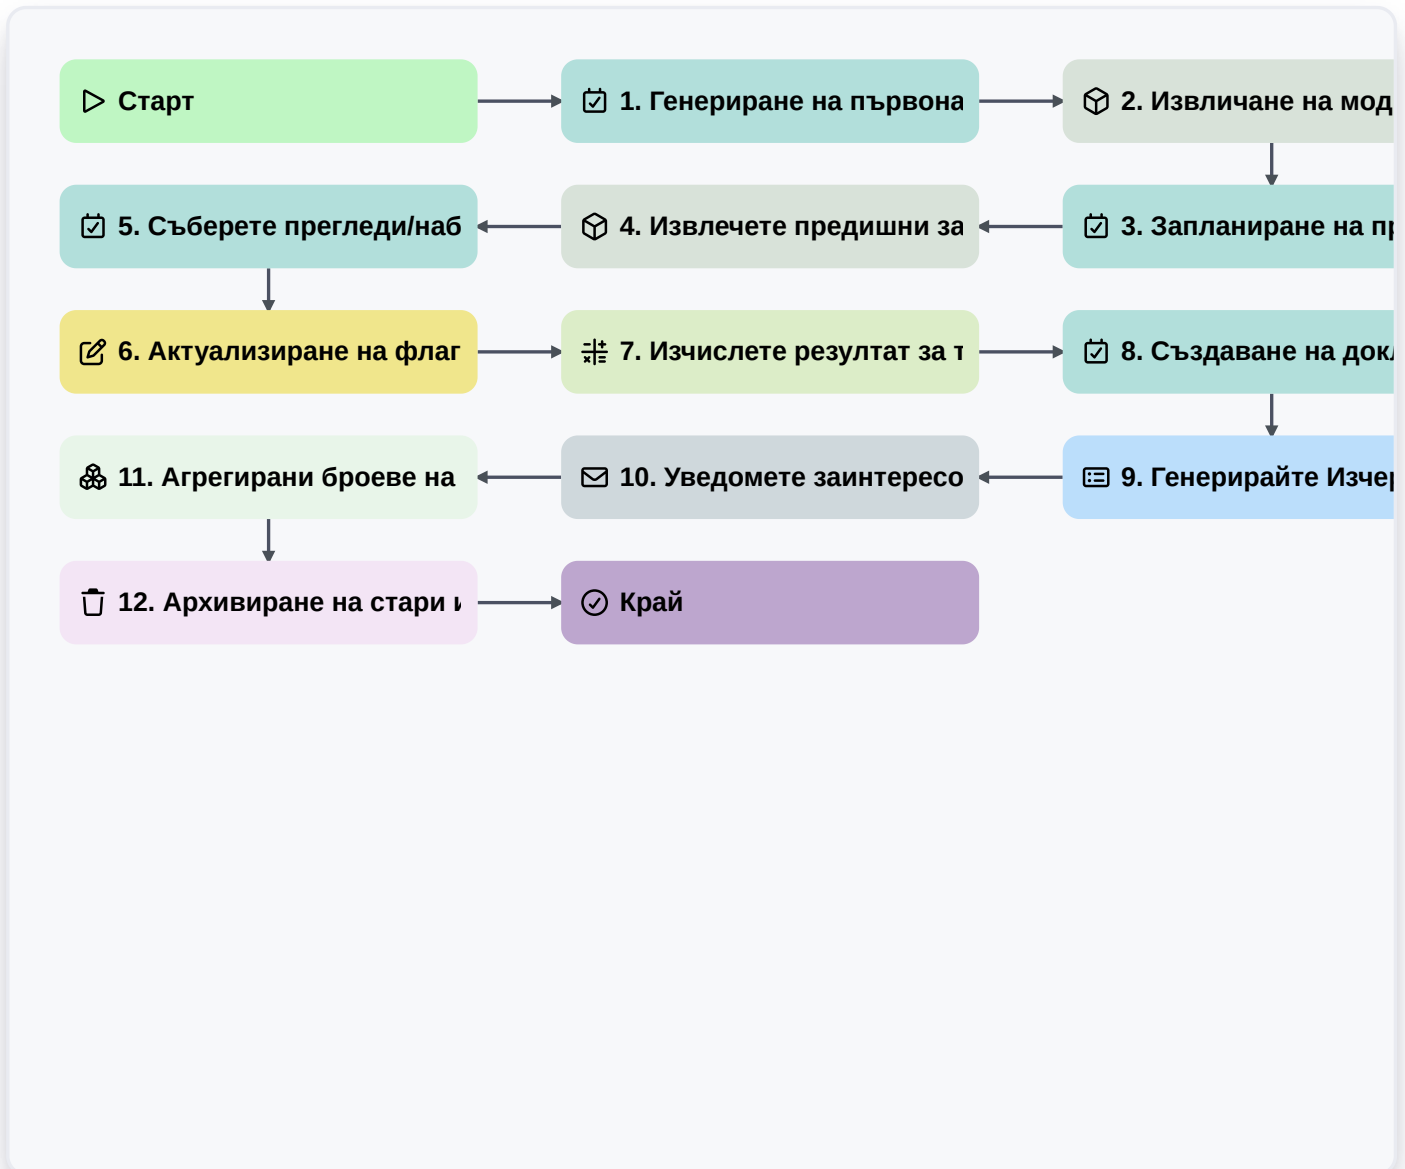 Старт
1. Генериране на първона
2. Извличане на мод
5. Съберете прегледи/наб
4. Извлечете предишни за
3. Запланиране на пр
6. Актуализиране на флаг
7. Изчислете резултат за т
8. Създаване на док
11. Агрегирани броеве на
10. Уведомете заинтересо
9. Генерирайте Изчер
12. Архивиране на стари
Край